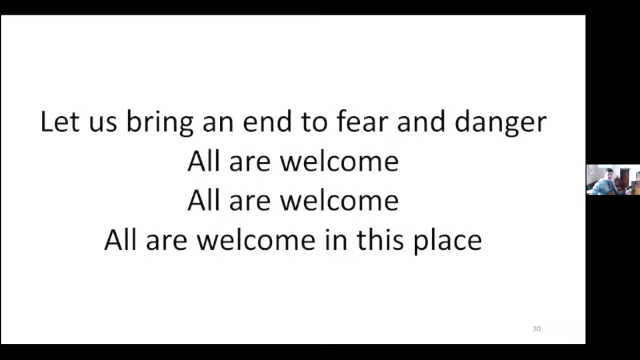 Let us bring an end to fear and danger
All are welcome
All are welcome
All are welcome in this place
30